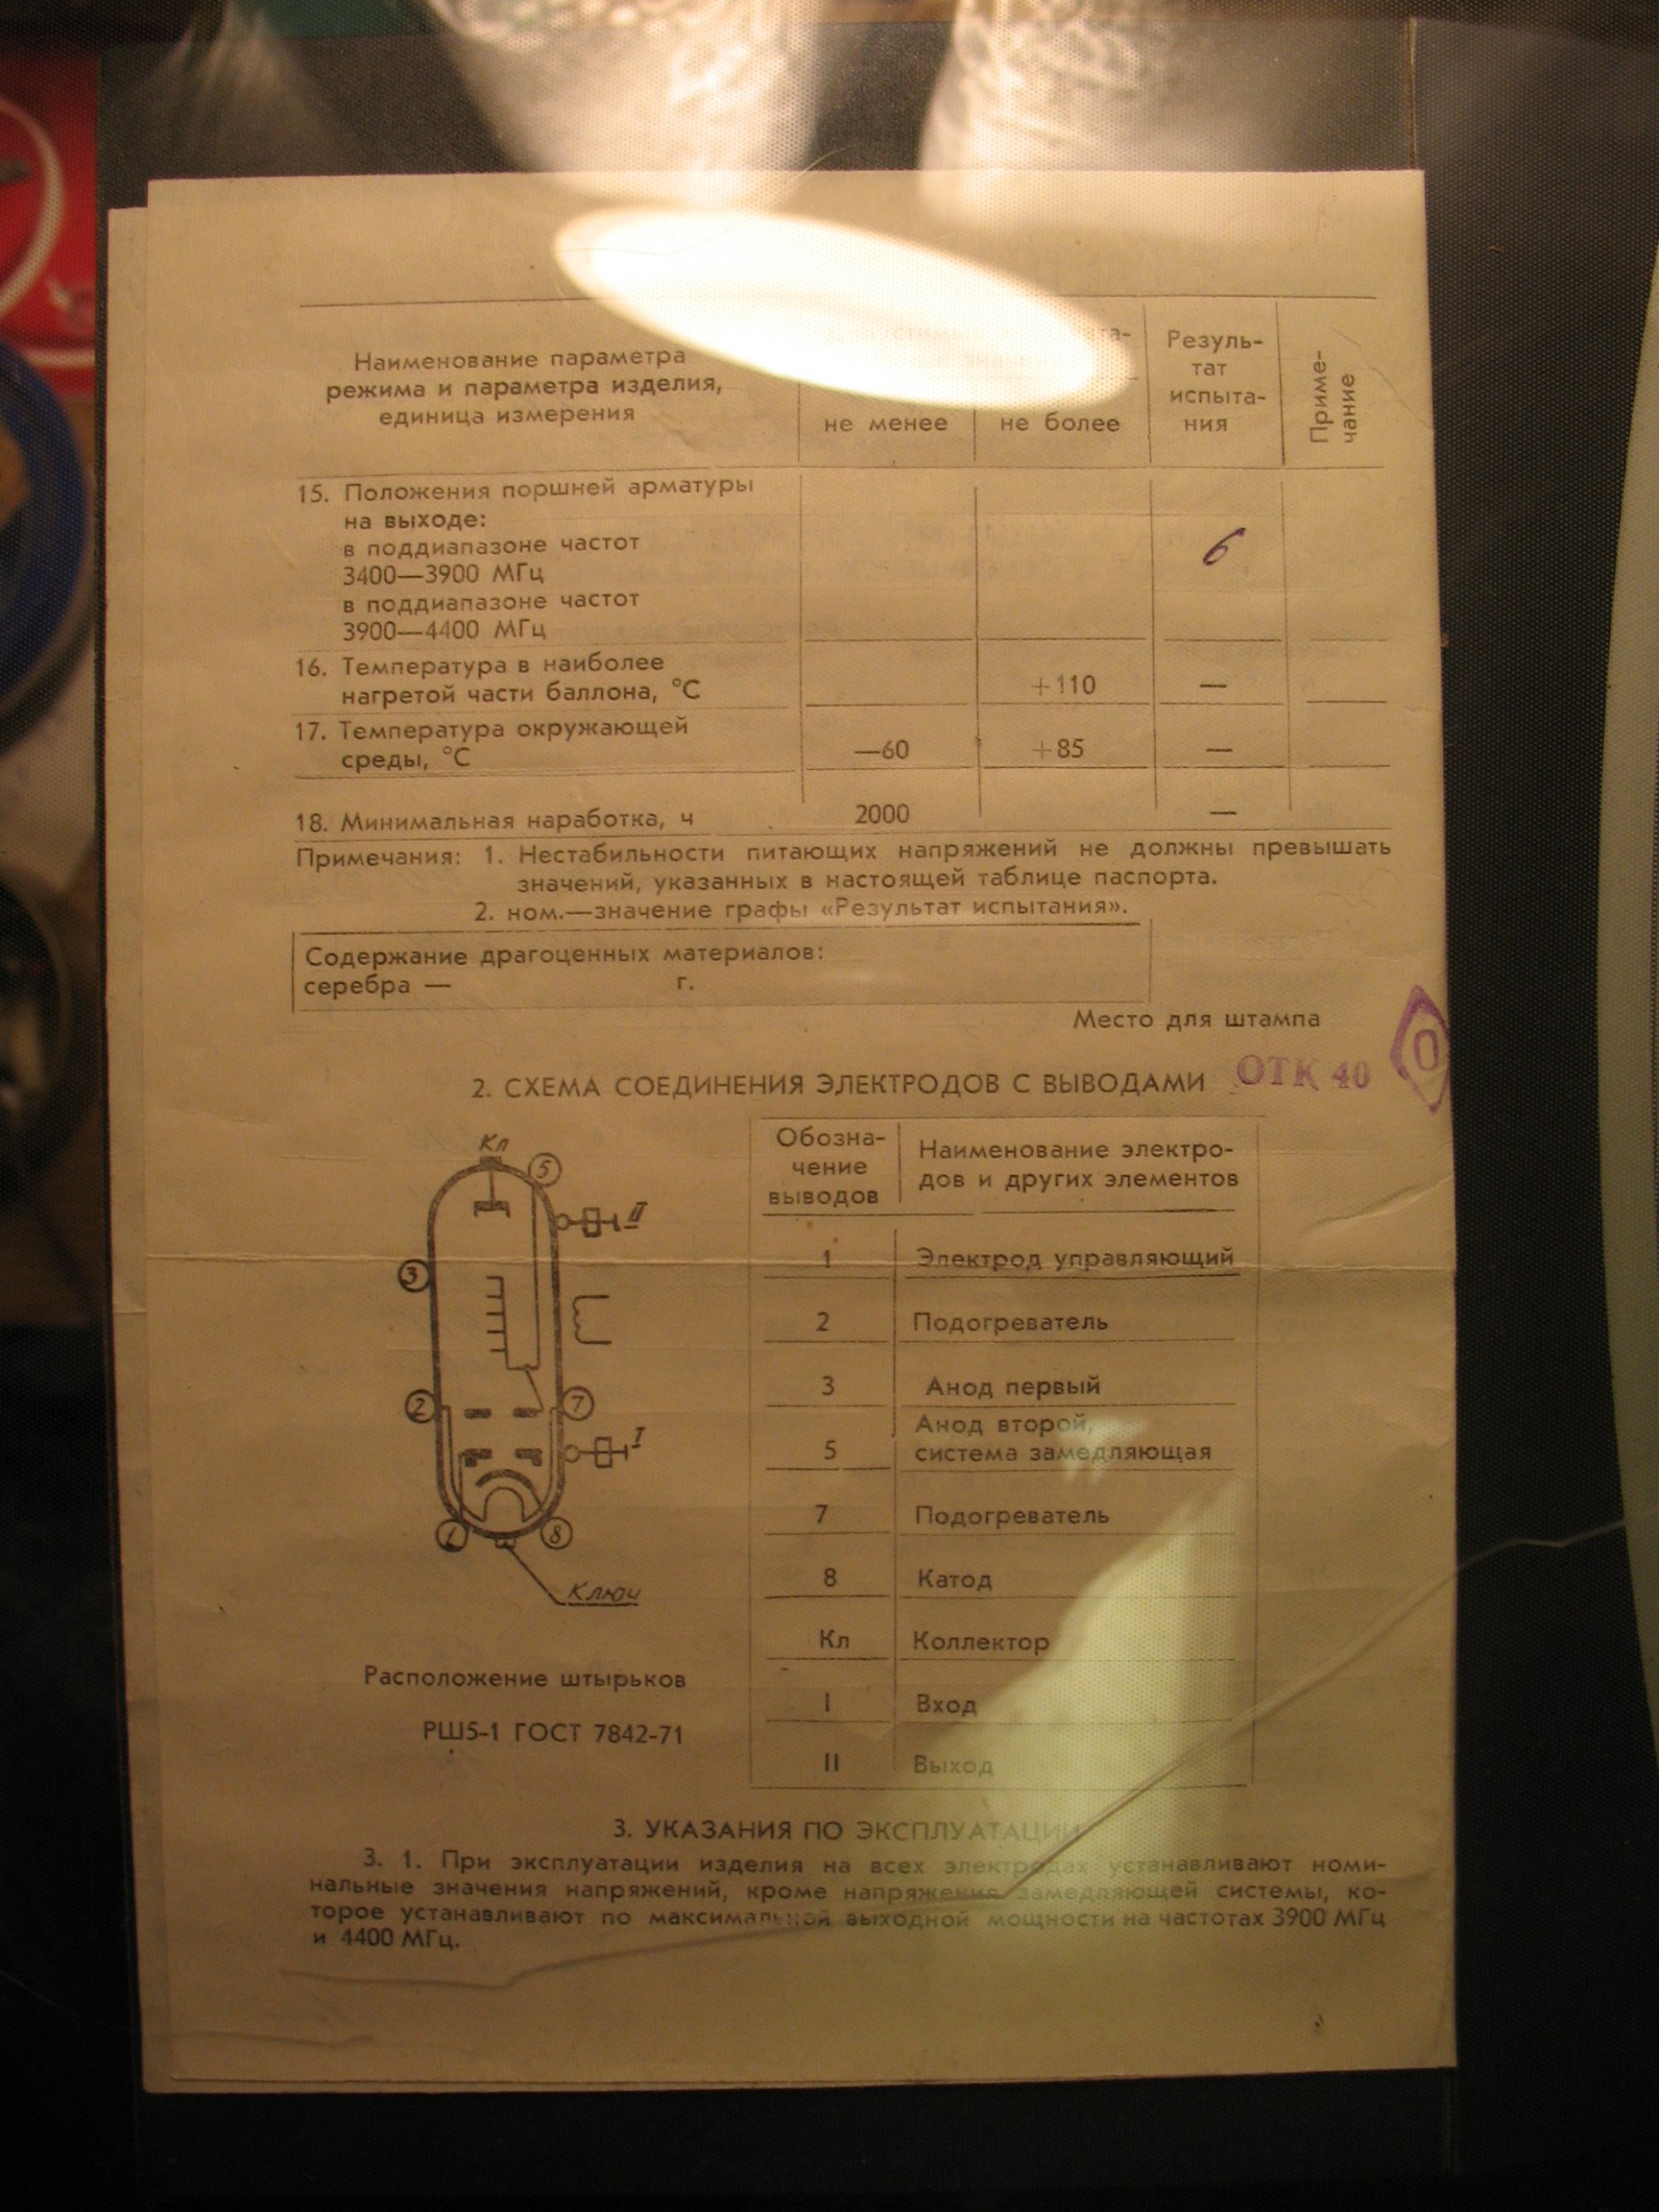 Наименование параметра
режима и параметра изделия,
единица измерения
не менее
не более
Резуль-
тат
испыта-
ния
Приме-
чание
15. Положения поршней арматуры
на выходе:
в поддиапазоне частот
3400—3900 МГц
6
в поддиапазоне частот
3900—4400 МГц
16. Температура в наиболее
нагретой части баллона, °С +110 —
17. Температура окружающей
среды, °С —60 +85 —
18. Минимальная наработка, ч 2000 —
Примечания: 1. Нестабильности питающих напряжений не должны превышать
значений, указанных в настоящей таблице паспорта.
2. ном.—значение графы «Результат испытания».
Содержание драгоценных материалов:
серебра — г.
Место для штампа
ОТК 40
О
2. СХЕМА СОЕДИНЕНИЯ ЭЛЕКТРОДОВ С ВЫВОДАМИ
Кл
5
II
3
2
7
I
1
8
Ключ
Расположение штырьков
РШ5-1 ГОСТ 7842-71
Обозна-
чение
выводов
Наименование электро-
дов и других элементов
1 Электрод управляющий
2 Подогреватель
3 Анод первый
5 Анод второй,
система замедляющая
7 Подогреватель
8 Катод
Кл Коллектор
I Вход
II Выход
3. УКАЗАНИЯ ПО ЭКСПЛУАТАЦИИ
3. 1. При эксплуатации изделия на всех электродах устанавливают номи-
нальные значения напряжений, кроме напряжения замедляющей системы, ко-
торое устанавливают по максимальной выходной мощности на частотах 3900 МГц
и 4400 МГц.